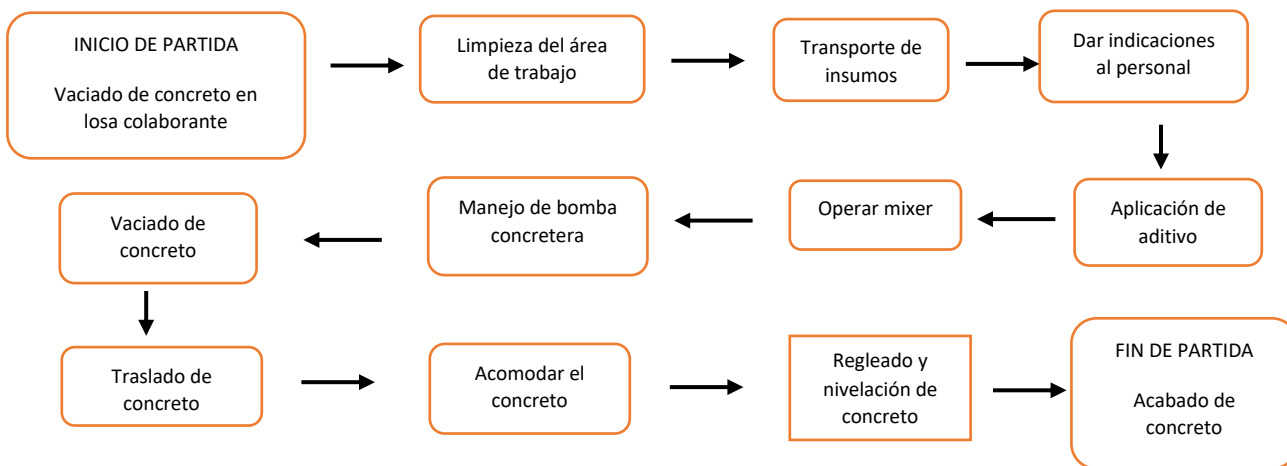 INICIO DE PARTIDA
Vaciado de concreto en
losa colaborante
Limpieza del área
de trabajo
Transporte de
insumos
Dar indicaciones
al personal
Aplicación de
aditivo
Operar mixer
Manejo de bomba
concretera
Vaciado de
concreto
Traslado de
concreto
Acomodar el
concreto
Regleado y
nivelación de
concreto
FIN DE PARTIDA
Acabado de
concreto